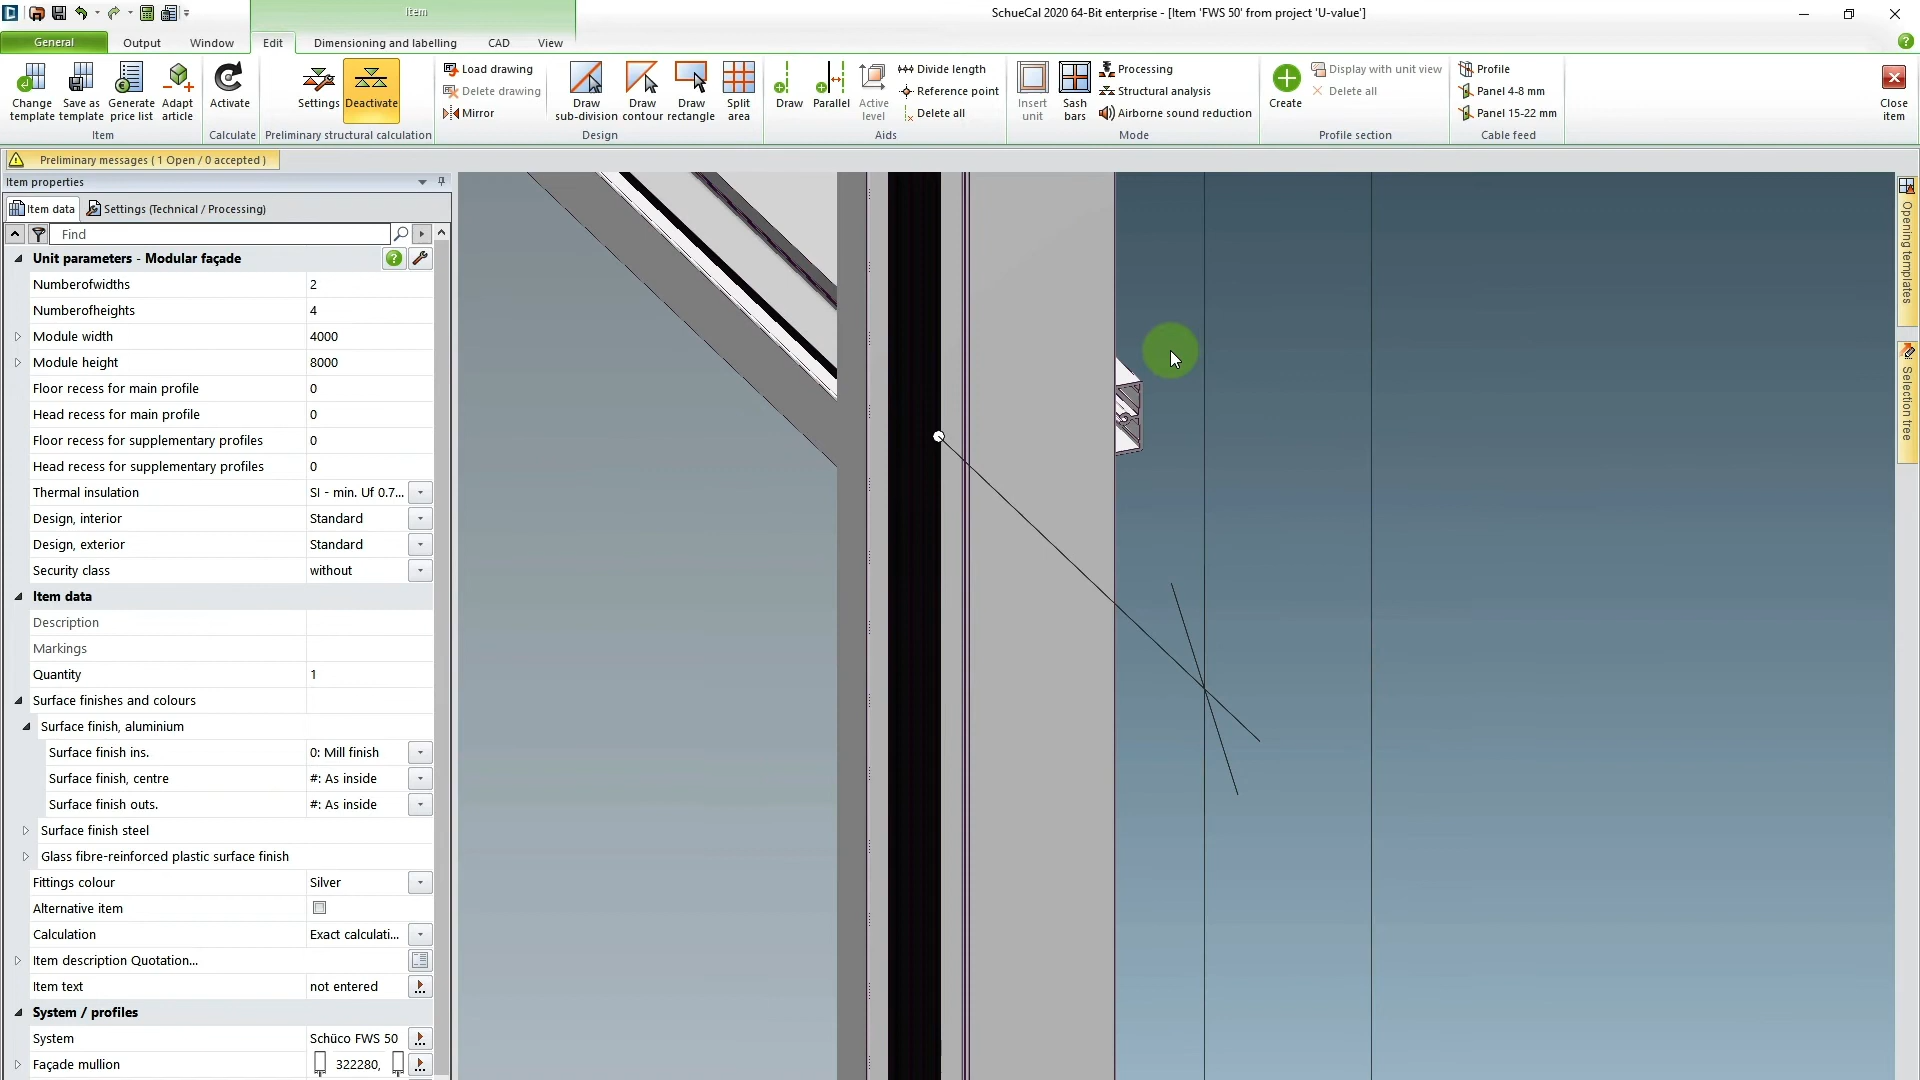 Item
SchueCal 2020 64-Bit enterprise - [Item 'FWS 50' from project 'U-value']
General
Output
Window
Edit
Dimensioning and labelling
CAD
View
Change template
Save as template
Generate price list
Adapt article
Item
Activate
Calculate
Settings
Deactivate
Preliminary structural calculation
Load drawing
Delete drawing
Mirror
Draw sub-division
Draw contour
Draw rectangle
Split area
Design
Draw
Parallel
Active level
Divide length
Reference point
Delete all
Aids
Insert unit
Sash bars
Processing
Structural analysis
Airborne sound reduction
Mode
Create
Display with unit view
Delete all
Profile section
Profile
Panel 4-8 mm
Panel 15-22 mm
Cable feed
Close item
Preliminary messages ( 1 Open / 0 accepted )
Item properties
Item data
Settings (Technical / Processing)
Find
Unit parameters - Modular façade
Numberofwidths 2
Numberofheights 4
Module width 4000
Module height 8000
Floor recess for main profile 0
Head recess for main profile 0
Floor recess for supplementary profiles 0
Head recess for supplementary profiles 0
Thermal insulation SI - min. Uf 0.7...
Design, interior Standard
Design, exterior Standard
Security class without
Item data
Description
Markings
Quantity 1
Surface finishes and colours
Surface finish, aluminium
Surface finish ins. 0: Mill finish
Surface finish, centre #: As inside
Surface finish outs. #: As inside
Surface finish steel
Glass fibre-reinforced plastic surface finish
Fittings colour Silver
Alternative item
Calculation Exact calculati...
Item description Quotation...
Item text not entered
System / profiles
System Schüco FWS 50
Façade mullion 322280,
Opening templates
Selection tree